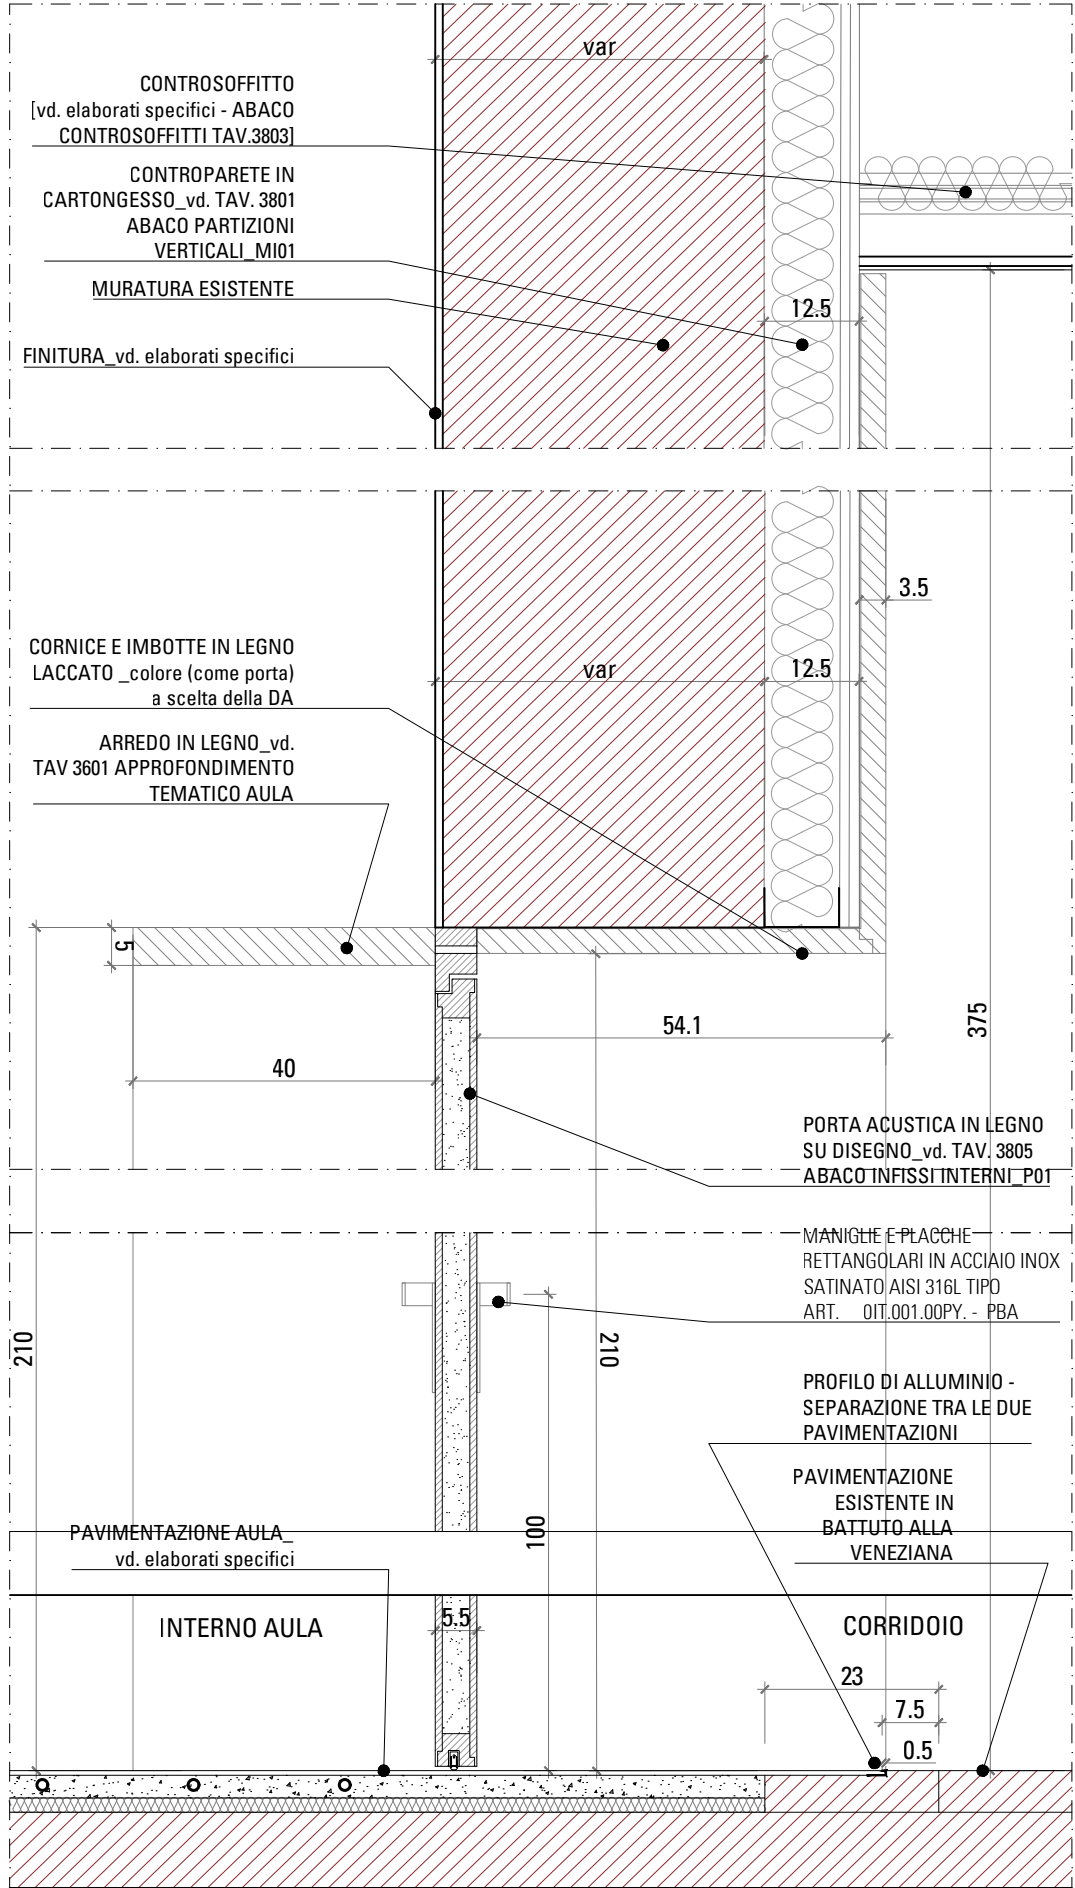 var
CONTROSOFFITTO
[vd. elaborati specifici - ABACO
CONTROSOFFITTI TAV.3803]
CONTROPARETE IN
CARTONGESSO_vd. TAV. 3801
ABACO PARTIZIONI
VERTICALI_MI01
MURATURA ESISTENTE
12.5
FINITURA_vd. elaborati specifici
3.5
CORNICE E IMBOTTE IN LEGNO
LACCATO _colore (come porta)
a scelta della DA
var
12.5
ARREDO IN LEGNO_vd.
TAV 3601 APPROFONDIMENTO
TEMATICO AULA
5
54.1
375
40
PORTA ACUSTICA IN LEGNO
SU DISEGNO_vd. TAV. 3805
ABACO INFISSI INTERNI_P01
MANIGLIE E PLACCHE
RETTANGOLARI IN ACCIAIO INOX
SATINATO AISI 316L TIPO
ART. 0IT.001.00PY. - PBA
210
210
PROFILO DI ALLUMINIO -
SEPARAZIONE TRA LE DUE
PAVIMENTAZIONI
PAVIMENTAZIONE
ESISTENTE IN
BATTUTO ALLA
VENEZIANA
100
PAVIMENTAZIONE AULA_
vd. elaborati specifici
5.5
INTERNO AULA
CORRIDOIO
23
7.5
0.5